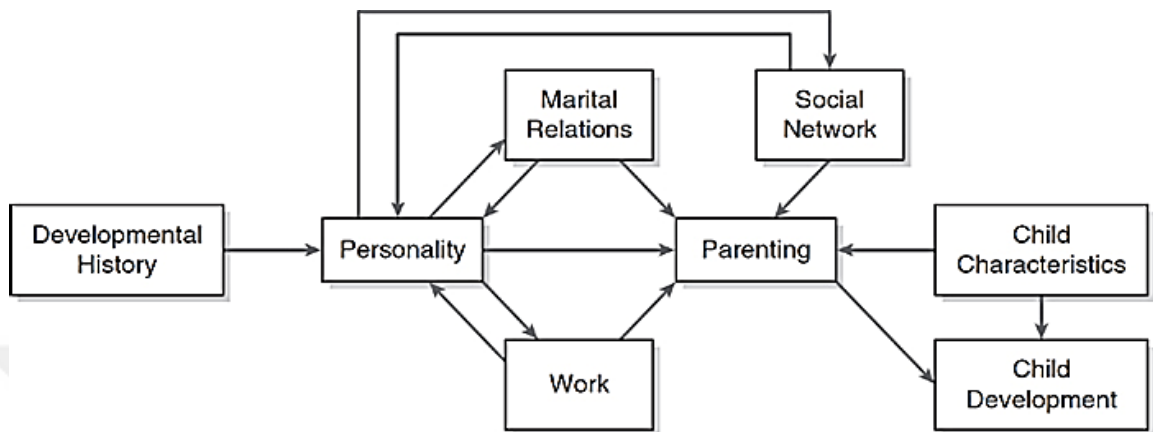 Marital
Relations
Social
Network
Developmental
History
Personality
Parenting
Child
Characteristics
Work
Child
Development